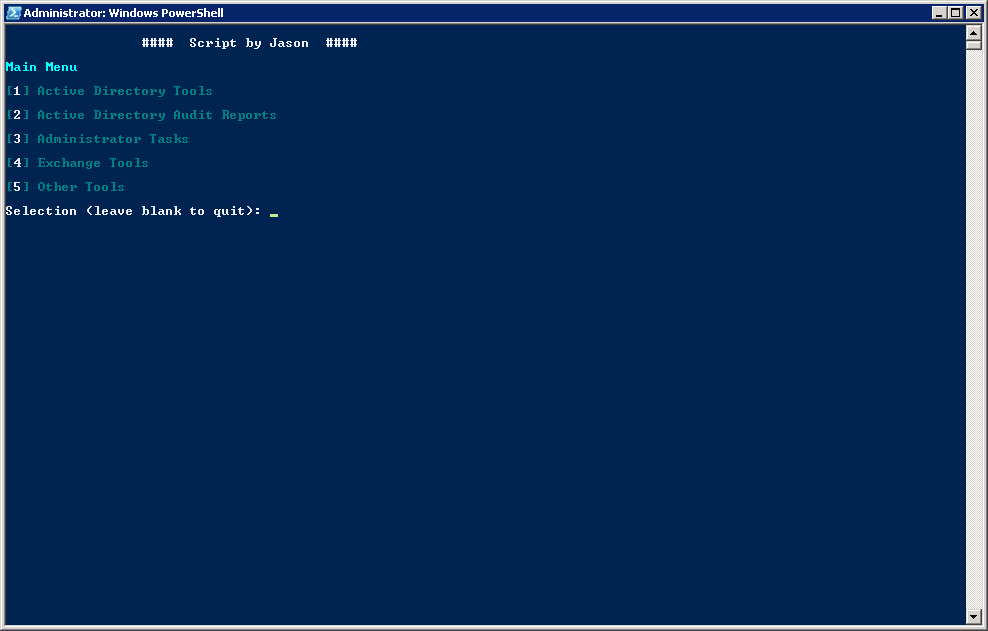 Administrator: Windows PowerShell
#### Script by Jason ####
Main Menu
[1] Active Directory Tools
[2] Active Directory Audit Reports
[3] Administrator Tasks
[4] Exchange Tools
[5] Other Tools
Selection (leave blank to quit): _